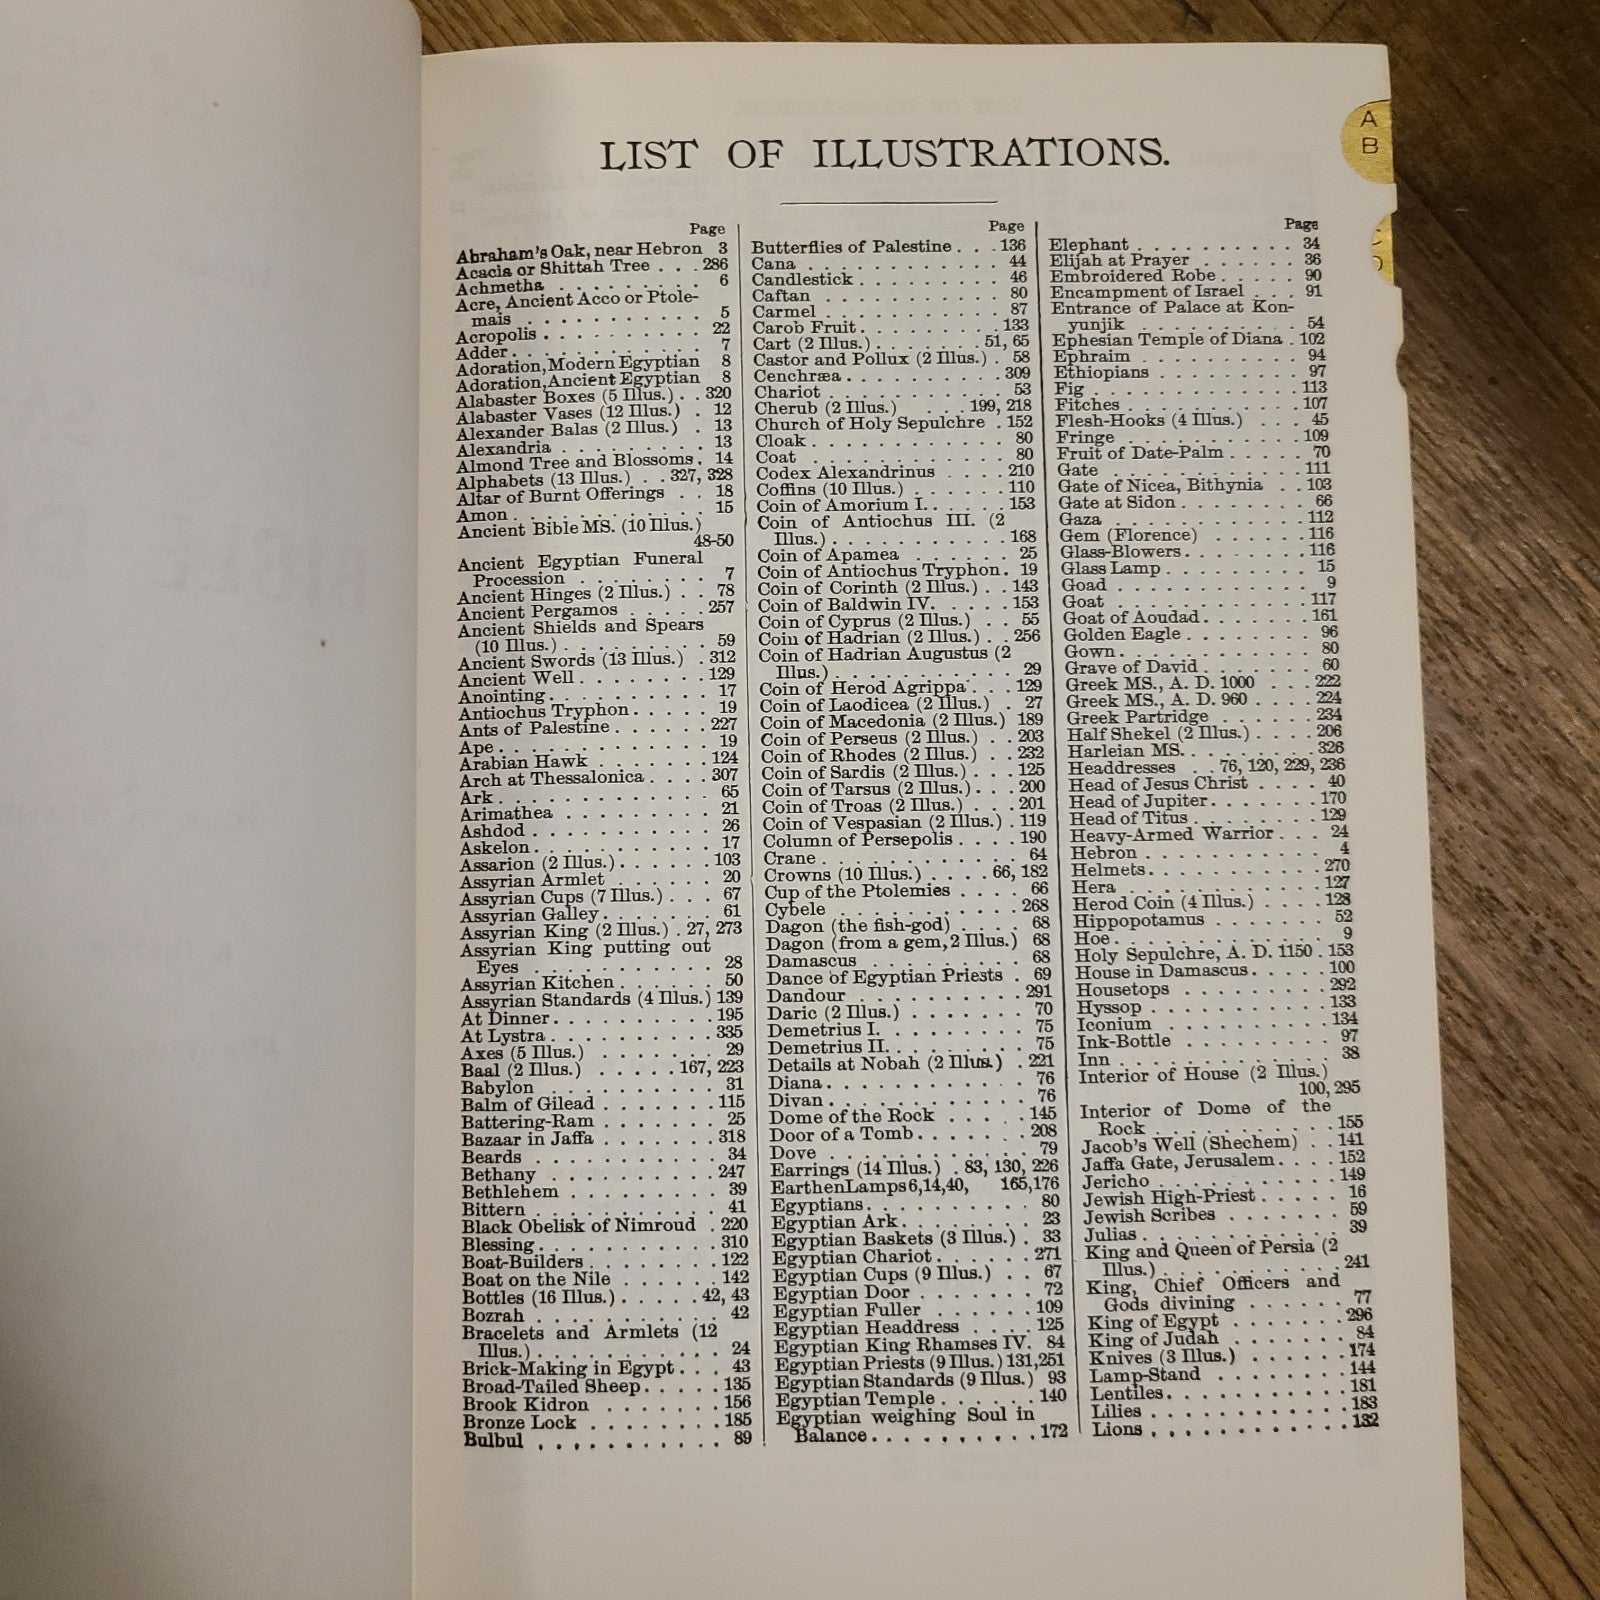 LIST OF ILLUSTRATIONS.
Page
Abraham's Oak, near Hebron 3
Acacia or Shittah Tree . . . 286
Achmetha . . . . . . . . . 6
Acre, Ancient Acco or Ptole-
mais . . . . . . . . . . . 5
Acropolis . . . . . . . . . . 22
Adder . . . . . . . . . . . . 7
Adoration, Modern Egyptian 8
Adoration, Ancient Egyptian 8
Alabaster Boxes (5 Illus.) . . 320
Alabaster Vases (12 Illus.) . 12
Alexander Balas (2 Illus.) . 13
Alexandria . . . . . . . . . 13
Almond Tree and Blossoms . 14
Alphabets (13 Illus.) . . 327, 328
Altar of Burnt Offerings . . 18
Amon . . . . . . . . . . . . 15
Ancient Bible MS. (10 Illus.)
48-50
Ancient Egyptian Funeral
Procession . . . . . . . . 7
Ancient Hinges (2 Illus.) . . 78
Ancient Pergamos . . . . . 257
Ancient Shields and Spears
(10 Illus.) . . . . . . . . . 59
Ancient Swords (13 Illus.) . 312
Ancient Well . . . . . . . . 129
Anointing . . . . . . . . . . 17
Antiochus Tryphon . . . . . 19
Ants of Palestine . . . . . . 227
Ape . . . . . . . . . . . . . 19
Arabian Hawk . . . . . . . 124
Arch at Thessalonica . . . . 307
Ark . . . . . . . . . . . . . 65
Arimathea . . . . . . . . . 21
Ashdod . . . . . . . . . . . 26
Askelon . . . . . . . . . . . 17
Assarion (2 Illus.) . . . . . . 103
Assyrian Armlet . . . . . . 20
Assyrian Cups (7 Illus.) . . . 67
Assyrian Galley . . . . . . . 61
Assyrian King (2 Illus.) . 27, 273
Assyrian King putting out
Eyes . . . . . . . . . . . 28
Assyrian Kitchen . . . . . . 50
Assyrian Standards (4 Illus.) 139
At Dinner . . . . . . . . . . 195
At Lystra . . . . . . . . . . 335
Axes (5 Illus.) . . . . . . . . 29
Baal (2 Illus.) . . . . . 167, 223
Babylon . . . . . . . . . . 31
Balm of Gilead . . . . . . . 115
Battering-Ram . . . . . . . 25
Bazaar in Jaffa . . . . . . . 318
Beards . . . . . . . . . . . 34
Bethany . . . . . . . . . . 247
Bethlehem . . . . . . . . . 39
Bittern . . . . . . . . . . . 41
Black Obelisk of Nimroud . 220
Blessing . . . . . . . . . . . 310
Boat-Builders . . . . . . . . 122
Boat on the Nile . . . . . . 142
Bottles (16 Illus.) . . . . . 42, 43
Bozrah . . . . . . . . . . . 42
Bracelets and Armlets (12
Illus.) . . . . . . . . . . . 24
Brick-Making in Egypt . . . 43
Broad-Tailed Sheep . . . . . 135
Brook Kidron . . . . . . . 156
Bronze Lock . . . . . . . . 185
Bulbul . . . . . . . . . . . 89
Page
Butterflies of Palestine . . . 136
Cana . . . . . . . . . . . . 44
Candlestick . . . . . . . . . 46
Caftan . . . . . . . . . . . 80
Carmel . . . . . . . . . . . 87
Carob Fruit . . . . . . . . . 133
Cart (2 Illus.) . . . . . . . 51, 65
Castor and Pollux (2 Illus.) . 58
Cenchræa . . . . . . . . . . 309
Chariot . . . . . . . . . . . 53
Cherub (2 Illus.) . . . 199, 218
Church of Holy Sepulchre . 152
Cloak . . . . . . . . . . . . 80
Coat . . . . . . . . . . . . 80
Codex Alexandrinus . . . . 210
Coffins (10 Illus.) . . . . . . 110
Coin of Amorium I. . . . . . 153
Coin of Antiochus III. (2
Illus.) . . . . . . . . . . . 168
Coin of Apamea . . . . . . 25
Coin of Antiochus Tryphon . 19
Coin of Corinth (2 Illus.) . . 143
Coin of Baldwin IV. . . . . . 153
Coin of Cyprus (2 Illus.) . . 55
Coin of Hadrian (2 Illus.) . . 256
Coin of Hadrian Augustus (2
Illus.) . . . . . . . . . . . 29
Coin of Herod Agrippa . . . 129
Coin of Laodicea (2 Illus.) . 27
Coin of Macedonia (2 Illus.) 189
Coin of Perseus (2 Illus.) . . 203
Coin of Rhodes (2 Illus.) . . 232
Coin of Sardis (2 Illus.) . . . 125
Coin of Tarsus (2 Illus.) . . . 200
Coin of Troas (2 Illus.) . . . 201
Coin of Vespasian (2 Illus.) . 119
Column of Persepolis . . . . 190
Crane . . . . . . . . . . . . 64
Crowns (10 Illus.) . . . . 66, 182
Cup of the Ptolemies . . . . 66
Cybele . . . . . . . . . . . 268
Dagon (the fish-god) . . . . 68
Dagon (from a gem, 2 Illus.) 68
Damascus . . . . . . . . . 68
Dance of Egyptian Priests . 69
Dandour . . . . . . . . . . 291
Daric (2 Illus.) . . . . . . . 70
Demetrius I. . . . . . . . . 75
Demetrius II. . . . . . . . . 75
Details at Nobah (2 Illus.) . 221
Diana . . . . . . . . . . . . 76
Divan . . . . . . . . . . . . 76
Dome of the Rock . . . . . 145
Door of a Tomb . . . . . . . 208
Dove . . . . . . . . . . . . 79
Earrings (14 Illus.) . 83, 130, 226
Earthen Lamps 6, 14, 40, 165, 176
Egyptians . . . . . . . . . . 80
Egyptian Ark . . . . . . . . 23
Egyptian Baskets (3 Illus.) . 33
Egyptian Chariot . . . . . . 271
Egyptian Cups (9 Illus.) . . 67
Egyptian Door . . . . . . . 72
Egyptian Fuller . . . . . . 109
Egyptian Headdress . . . . 125
Egyptian King Rhamses IV. 84
Egyptian Priests (9 Illus.) 131, 251
Egyptian Standards (9 Illus.) 93
Egyptian Temple . . . . . . 140
Egyptian weighing Soul in
Balance . . . . . . . . . . 172
Page
Elephant . . . . . . . . . . 34
Elijah at Prayer . . . . . . 36
Embroidered Robe . . . . . 90
Encampment of Israel . . . 91
Entrance of Palace at Kon-
yunjik . . . . . . . . . . 54
Ephesian Temple of Diana . 102
Ephraim . . . . . . . . . . 94
Ethiopians . . . . . . . . . 97
Fig . . . . . . . . . . . . . 113
Fitches . . . . . . . . . . . 107
Flesh-Hooks (4 Illus.) . . . 45
Fringe . . . . . . . . . . . 109
Fruit of Date-Palm . . . . . 70
Gate . . . . . . . . . . . . 111
Gate of Nicea, Bithynia . . 103
Gate at Sidon . . . . . . . . 66
Gaza . . . . . . . . . . . . 112
Gem (Florence) . . . . . . 116
Glass-Blowers . . . . . . . . 116
Glass Lamp . . . . . . . . . 15
Goad . . . . . . . . . . . . 9
Goat . . . . . . . . . . . . 117
Goat of Aoudad . . . . . . . 161
Golden Eagle . . . . . . . . 96
Gown . . . . . . . . . . . . 80
Grave of David . . . . . . . 60
Greek MS., A. D. 1000 . . . 222
Greek MS., A. D. 960 . . . . 224
Greek Partridge . . . . . . 234
Half Shekel (2 Illus.) . . . . 206
Harleian MS. . . . . . . . . 326
Headdresses . . 76, 120, 229, 236
Head of Jesus Christ . . . . 40
Head of Jupiter . . . . . . . 170
Head of Titus . . . . . . . . 129
Heavy-Armed Warrior . . . 24
Hebron . . . . . . . . . . . 4
Helmets . . . . . . . . . . . 270
Hera . . . . . . . . . . . . 127
Herod Coin (4 Illus.) . . . . 128
Hippopotamus . . . . . . . 52
Hoe . . . . . . . . . . . . . 9
Holy Sepulchre, A. D. 1150 . 153
House in Damascus . . . . . 100
Housetops . . . . . . . . . 292
Hyssop . . . . . . . . . . . 133
Iconium . . . . . . . . . . 134
Ink-Bottle . . . . . . . . . 97
Inn . . . . . . . . . . . . . 38
Interior of House (2 Illus.)
100, 295
Interior of Dome of the
Rock . . . . . . . . . . . 155
Jacob's Well (Shechem) . . 141
Jaffa Gate, Jerusalem . . . . 152
Jericho . . . . . . . . . . . 149
Jewish High-Priest . . . . . 16
Jewish Scribes . . . . . . . 59
Julias . . . . . . . . . . . . 39
King and Queen of Persia (2
Illus.) . . . . . . . . . . . 241
King, Chief Officers and
Gods divining . . . . . . 77
King of Egypt . . . . . . . 296
King of Judah . . . . . . . 84
Knives (3 Illus.) . . . . . . 174
Lamp-Stand . . . . . . . . 144
Lentiles . . . . . . . . . . . 181
Lilies . . . . . . . . . . . . 183
Lions . . . . . . . . . . . . 132
A
B